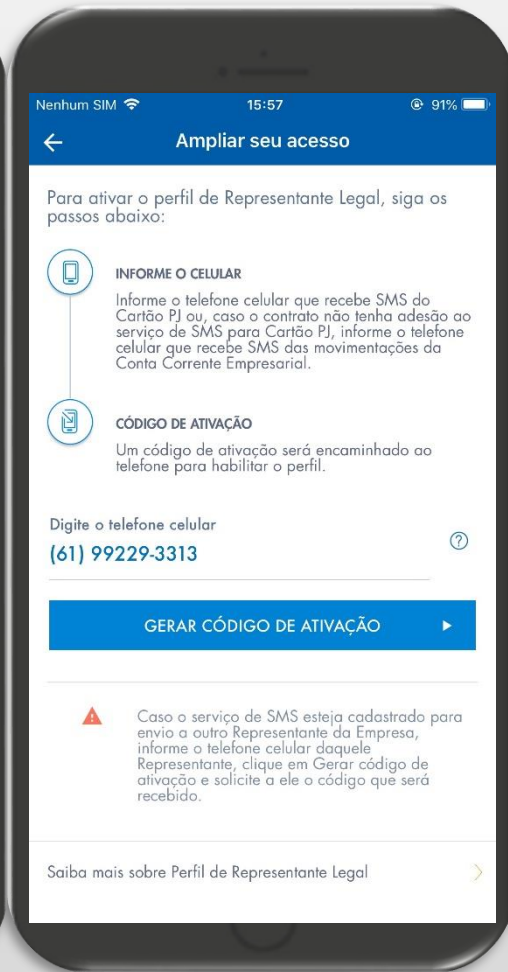 Nenhum SIM 15:57 91%
Ampliar seu acesso
Para ativar o perfil de Representante Legal, siga os
passos abaixo:
INFORME O CELULAR
Informe o telefone celular que recebe SMS do
Cartão PJ ou, caso o contrato não tenha adesão ao
serviço de SMS para Cartão PJ, informe o telefone
celular que recebe SMS das movimentações da
Conta Corrente Empresarial.
CÓDIGO DE ATIVAÇÃO
Um código de ativação será encaminhado ao
telefone para habilitar o perfil.
Digite o telefone celular
(61) 99229-3313
?
GERAR CÓDIGO DE ATIVAÇÃO
Caso o serviço de SMS esteja cadastrado para
envio a outro Representante da Empresa,
informe o telefone celular daquele
Representante, clique em Gerar código de
ativação e solicite a ele o código que será
recebido.
Saiba mais sobre Perfil de Representante Legal